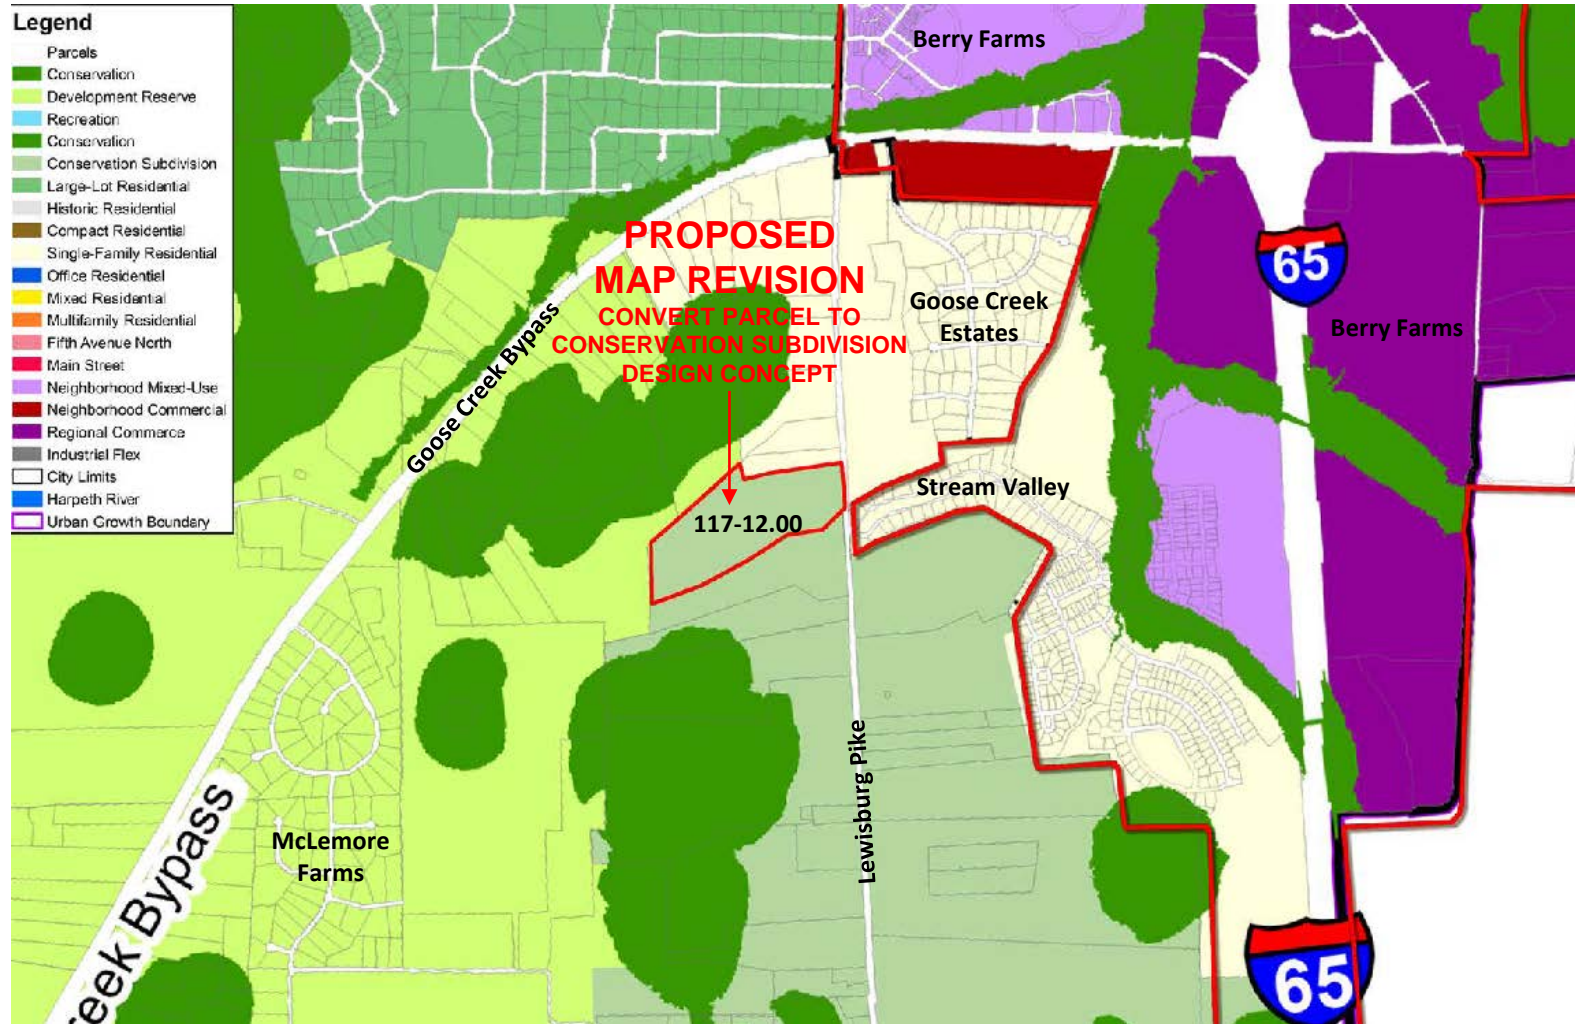 Legend
Parcels
Conservation
Development Reserve
Recreation
Conservation
Conservation Subdivision
Large-Lot Residential
Historic Residential
Compact Residential
Single-Family Residential
Office Residential
Mixed Residential
Multifamily Residential
Fifth Avenue North
Main Street
Neighborhood Mixed-Use
Neighborhood Commercial
Regional Commerce
Industrial Flex
City Limits
Harpeth River
Urban Growth Boundary
Berry Farms
PROPOSED
MAP REVISION
CONVERT PARCEL TO
CONSERVATION SUBDIVISION
DESIGN CONCEPT
65
Goose Creek
Estates
Berry Farms
Goose Creek Bypass
Stream Valley
117-12.00
Lewisburg Pike
McLemore
Farms
reek Bypass
65